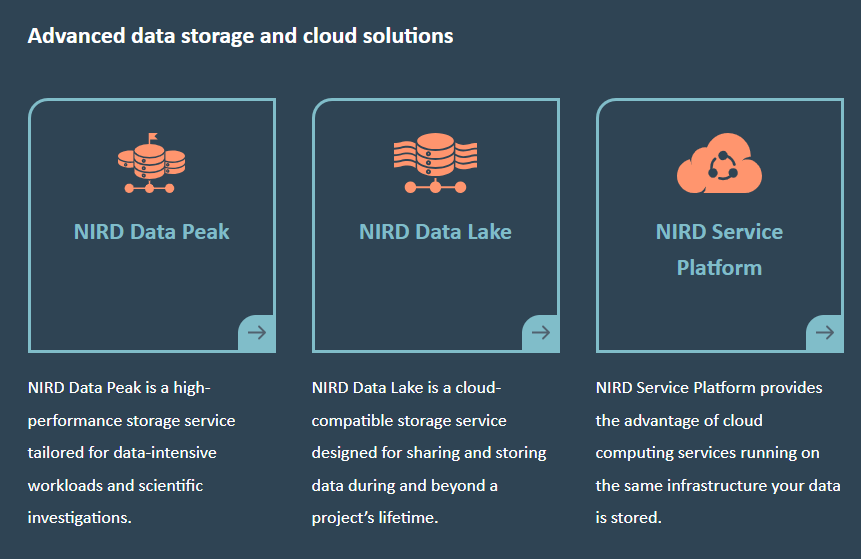 Advanced data storage and cloud solutions
NIRD Data Peak
NIRD Data Lake
NIRD Service
Platform
NIRD Data Peak is a high-
performance storage service
tailored for data-intensive
workloads and scientific
investigations.
NIRD Data Lake is a cloud-
compatible storage service
designed for sharing and storing
data during and beyond a
project’s lifetime.
NIRD Service Platform provides
the advantage of cloud
computing services running on
the same infrastructure your data
is stored.